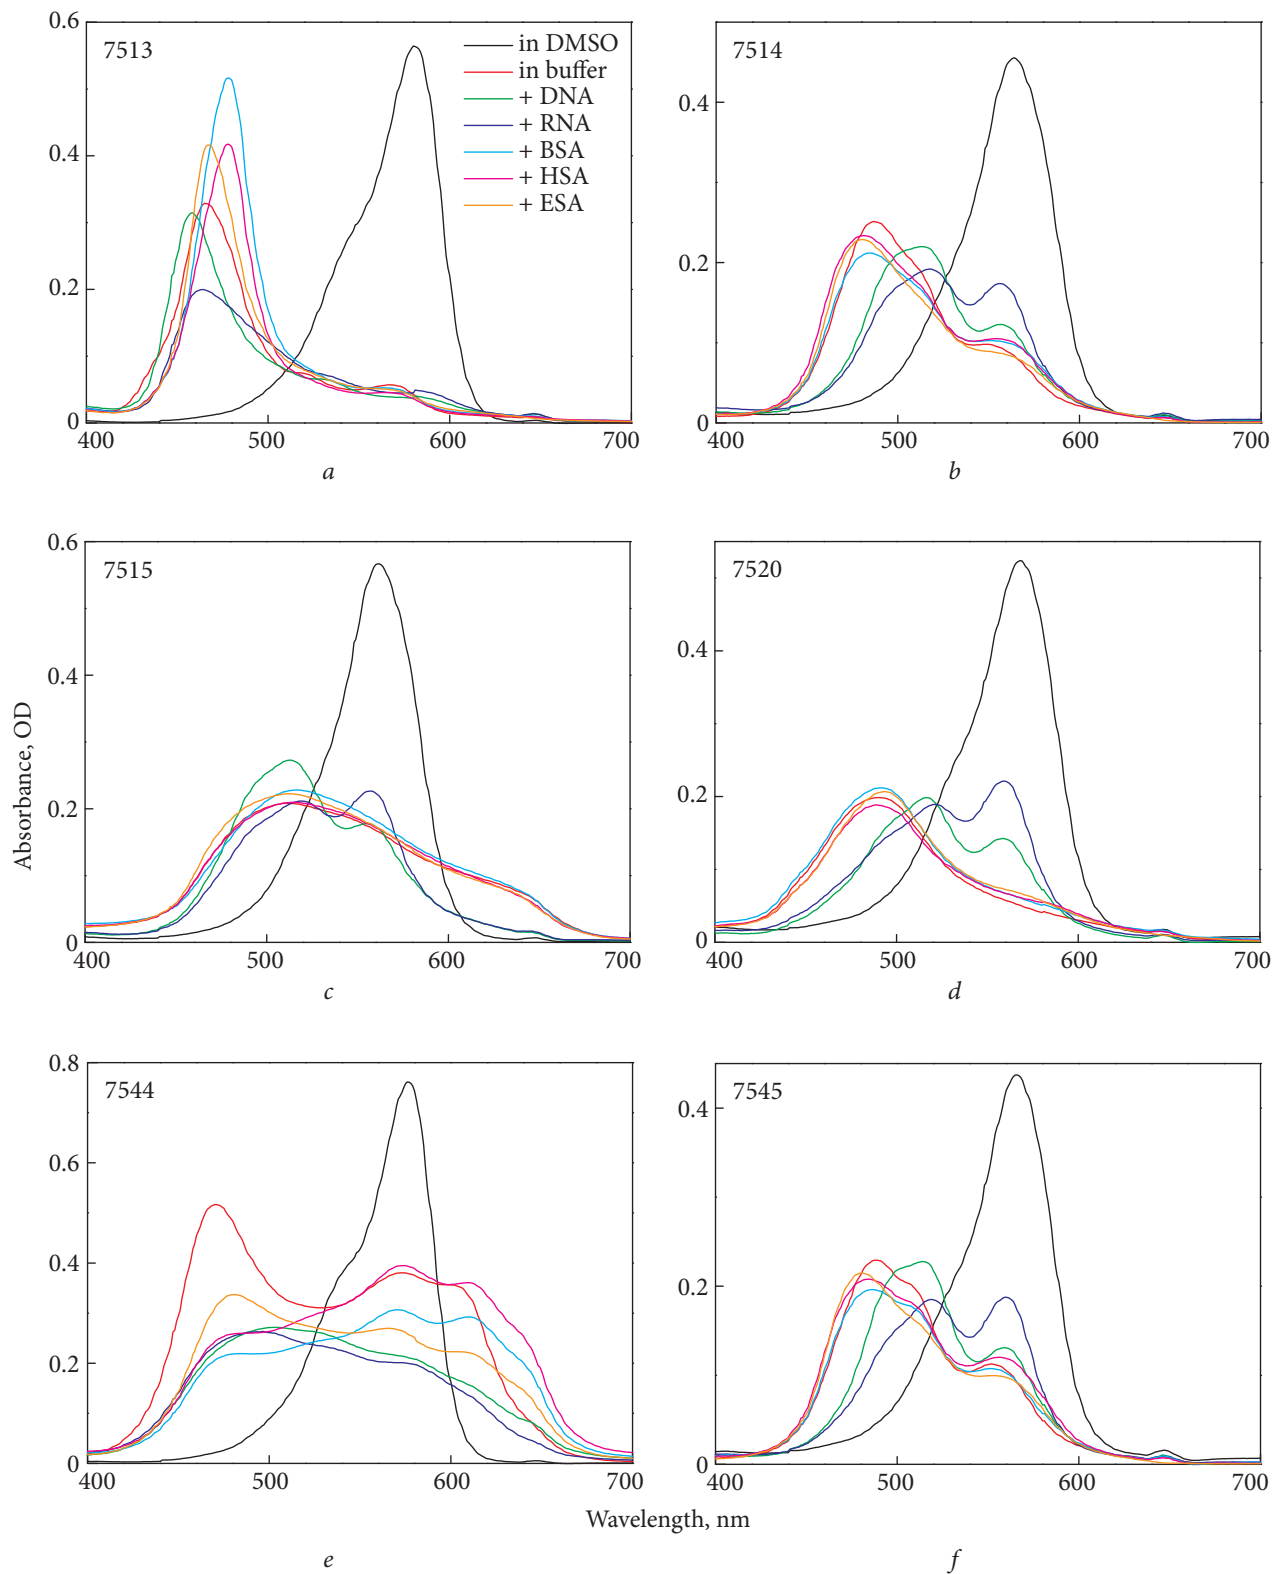 0.6
7513
in DMSO
in buffer
+ DNA
+ RNA
+ BSA
+ HSA
+ ESA
0.4
0.2
0
400 500 600 700
a
7514
0.4
0.2
0
400 500 600 700
b
0.6
7515
0.4
0.2
0
400 500 600 700
c
7520
0.4
0.2
0
400 500 600 700
d
Absorbance, OD
0.8
7544
0.6
0.4
0.2
0
400 500 600 700
e
7545
0.4
0.2
0
400 500 600 700
f
Wavelength, nm